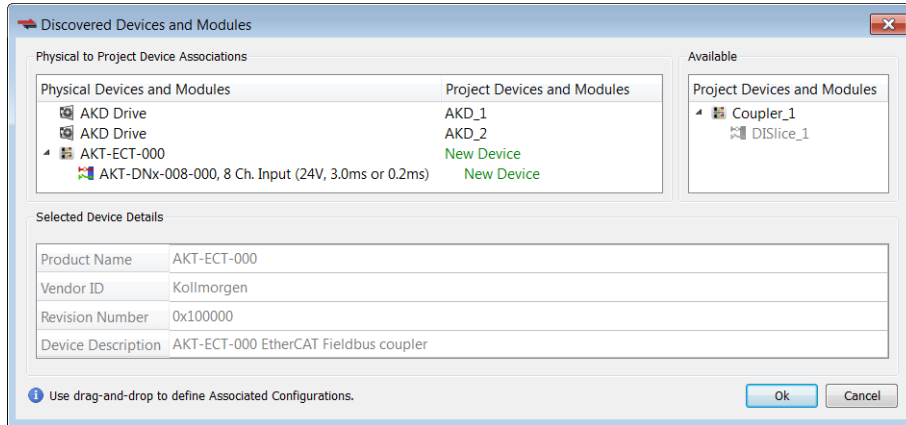 Discovered Devices and Modules
Physical to Project Device Associations
Available
Physical Devices and Modules Project Devices and Modules
Project Devices and Modules
AKD Drive AKD_1
Coupler_1
AKD Drive AKD_2
DISlice_1
AKT-ECT-000 New Device
AKT-DNx-008-000, 8 Ch. Input (24V, 3.0ms or 0.2ms) New Device
Selected Device Details
Product Name AKT-ECT-000
Vendor ID Kollmorgen
Revision Number 0x100000
Device Description AKT-ECT-000 EtherCAT Fieldbus coupler
Use drag-and-drop to define Associated Configurations.
Ok Cancel